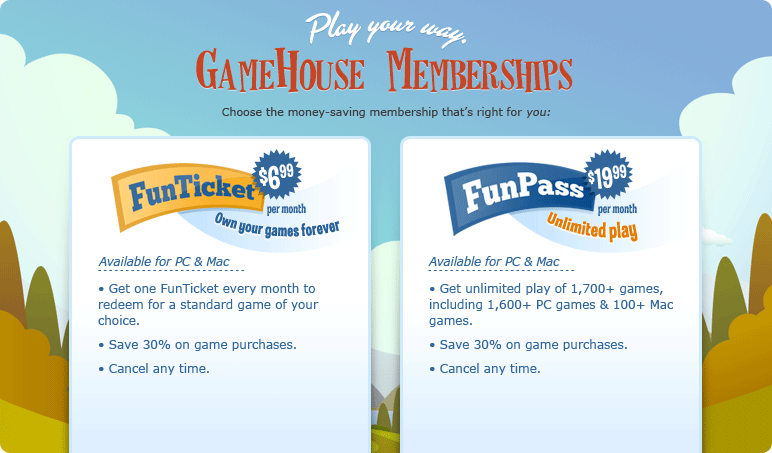 Play your way.
GAMEHOUSE MEMBERSHIPS
Choose the money-saving membership that's right for you:
FunTicket
$6.99
per month
Own your games forever
Available for PC & Mac
• Get one FunTicket every month to
redeem for a standard game of your
choice.
• Save 30% on game purchases.
• Cancel any time.
FunPass
$19.99
per month
Unlimited play
Available for PC & Mac
• Get unlimited play of 1,700+ games,
including 1,600+ PC games & 100+ Mac
games.
• Save 30% on game purchases.
• Cancel any time.